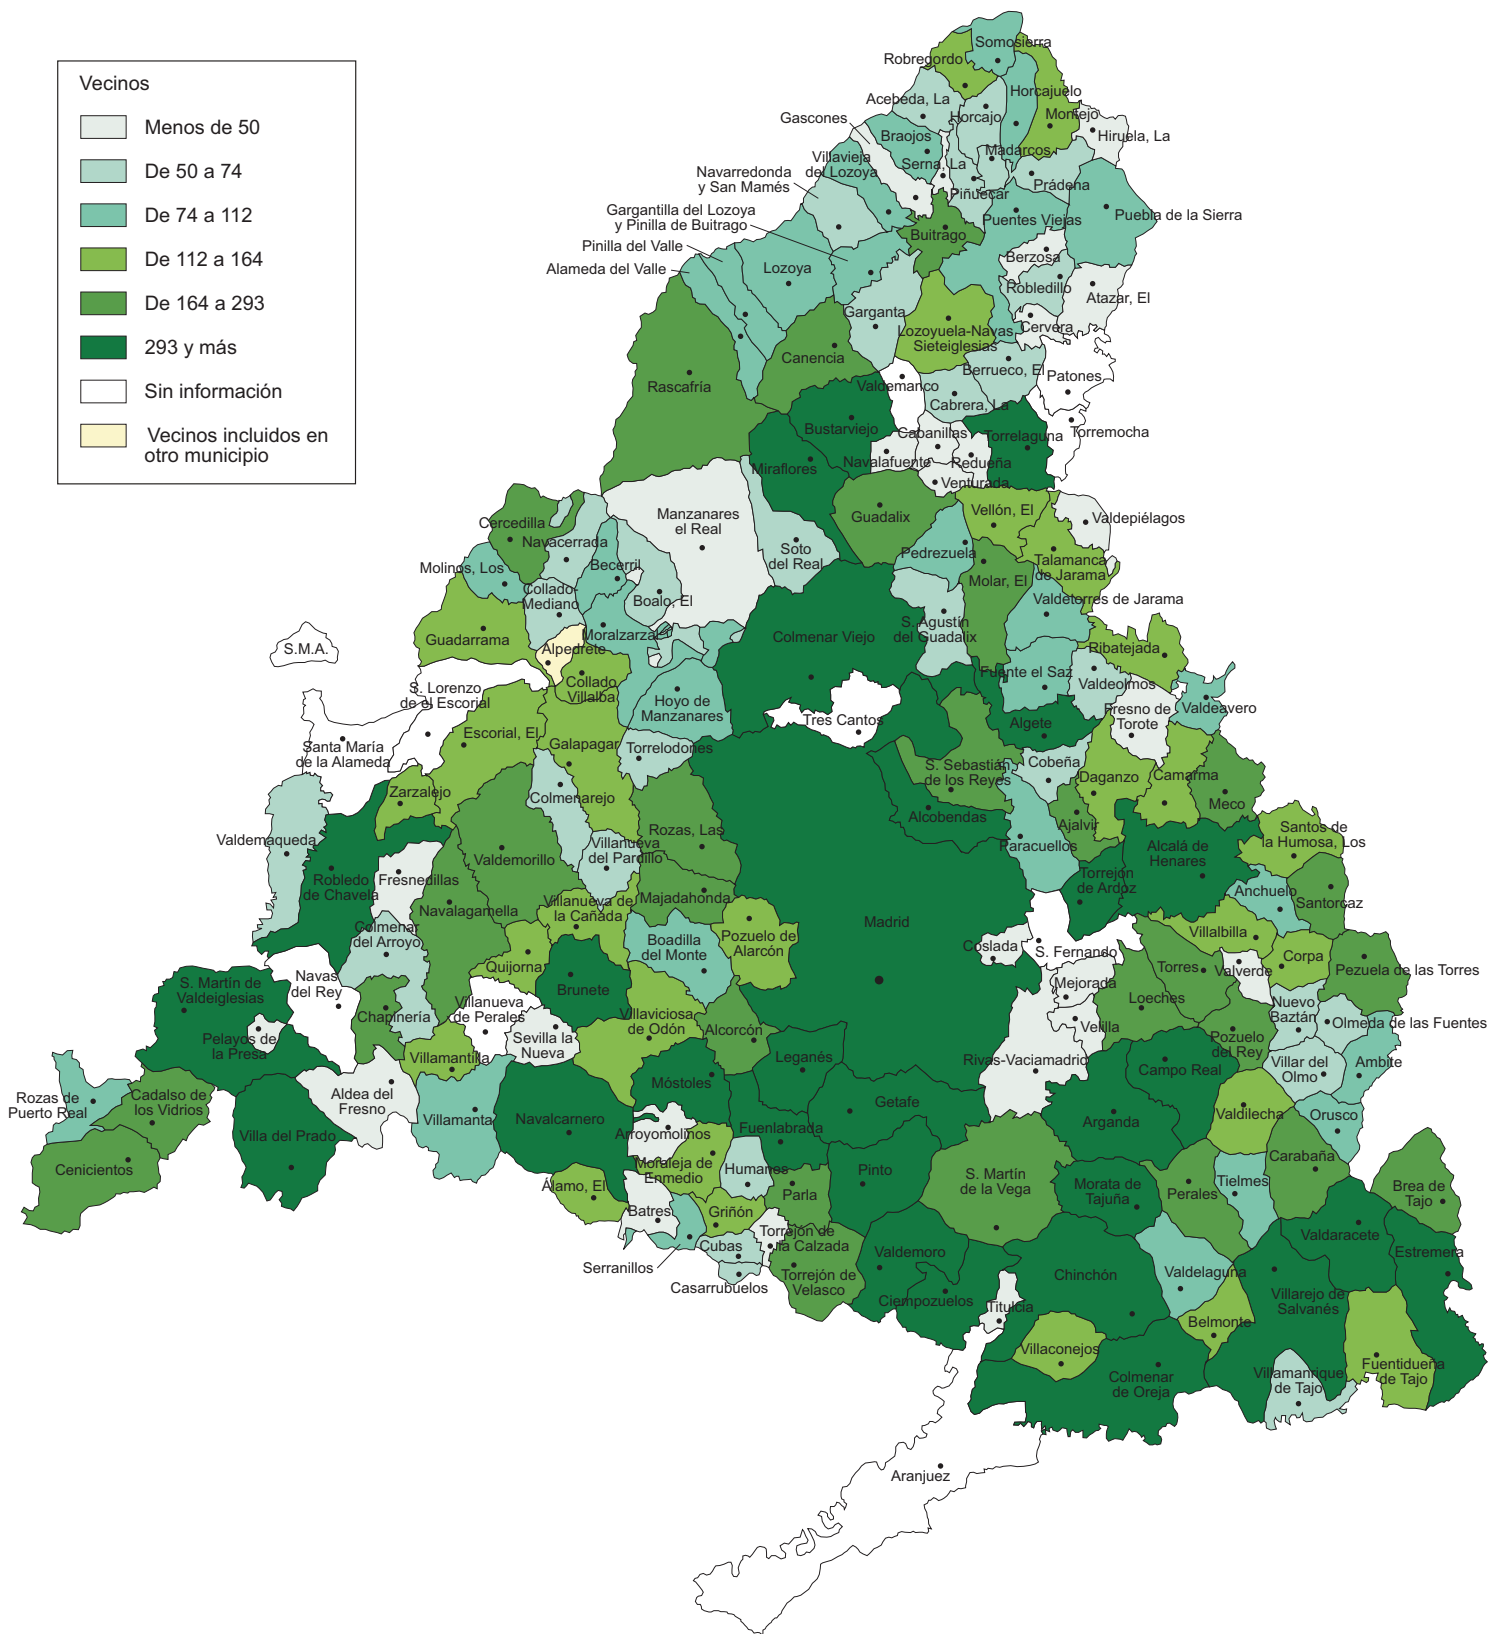 Vecinos
Menos de 50
De 50 a 74
De 74 a 112
De 112 a 164
De 164 a 293
293 y más
Sin información
Vecinos incluidos en
otro municipio
Somosierra
Robregordo
Horcajuelo
Acebeda, La
Horcajo
Montejo
Gascones
Hiruela, La
Braojos
Madarcos
Villavieja
del Lozoya
Serna, La
Navarredonda
y San Mamés
Prádena
Piñuecar
Gargantilla del Lozoya
y Pinilla de Buitrago
Puentes Viejas
Puebla de la Sierra
Buitrago
Pinilla del Valle
Alameda del Valle
Lozoya
Berzosa
Robledillo
Atazar, El
Garganta
Lozoyuela-Navas
Sieteiglesias
Cervera
Canencia
Berrueco, El
Patones
Rascafría
Valdemanco
Cabrera, La
Bustarviejo
Cabanillas
Torrelaguna
Torremocha
Miraflores
Navalafuente
Redueña
Venturada
Manzanares
el Real
Guadalix
Vellón, El
Valdepiélagos
Cercedilla
Navacerrada
Soto
del Real
Pedrezuela
Talamanca
de Jarama
Molinos, Los
Becerril
Molar, El
Collado-
Mediano
Boalo, El
Valdetorres de Jarama
Guadarrama
Moralzarzal
Colmenar Viejo
S. Agustín
del Guadalix
S.M.A.
Alpedrete
Ribatejada
Collado
Villalba
Fuente el Saz
Valdeolmos
S. Lorenzo
de el Escorial
Hoyo de
Manzanares
Fresno de
Torote
Valdeavero
Tres Cantos
Algete
Escorial, El
Galapagar
Torrelodones
Santa María
de la Alameda
S. Sebastián
de los Reyes
Cobeña
Daganzo
Camarma
Zarzalejo
Colmenarejo
Meco
Alcobendas
Ajalvir
Valdemaqueda
Rozas, Las
Santos de
la Humosa, Los
Valdemorillo
Villanueva
del Pardillo
Paracuellos
Alcalá de
Henares
Robledo
de Chavela
Fresnedillas
Torrejón
de Ardoz
Anchuelo
Navalagamella
Villanueva de
la Cañada
Majadahonda
Santorcaz
Colmenar
del Arroyo
Madrid
Pozuelo de
Alarcón
Boadilla
del Monte
Villalbilla
Coslada
S. Fernando
Corpa
Quijorna
Torres
Valverde
Pezuela de las Torres
S. Martín de
Valdeiglesias
Navas
del Rey
Brunete
Mejorada
Villanueva
de Perales
Loeches
Nuevo
Baztán
Chapinería
Villaviciosa
de Odón
Olmeda de las Fuentes
Velilla
Pelayos de
la Presa
Sevilla la
Nueva
Alcorcón
Pozuelo
del Rey
Villamantilla
Leganés
Rivas-Vaciamadrid
Villar del
Olmo
Ambite
Campo Real
Móstoles
Rozas de
Puerto Real
Cadalso de
los Vidrios
Aldea del
Fresno
Getafe
Villamanta
Navalcarnero
Arganda
Valdilecha
Orusco
Villa del Prado
Arroyomolinos
Fuenlabrada
Cenicientos
Moraleja de
Enmedio
Humanes
Pinto
S. Martín
de la Vega
Carabaña
Álamo, El
Parla
Morata de
Tajuña
Perales
Tielmes
Brea de
Tajo
Batres
Griñón
Torrejón de
la Calzada
Valdaracete
Cubas
Valdemoro
Estremera
Serranillos
Casarrubuelos
Torrejón de
Velasco
Chinchón
Valdelaguna
Ciempozuelos
Titulcia
Villarejo de
Salvanés
Belmonte
Villaconejos
Colmenar
de Oreja
Villamanrique
de Tajo
Fuentidueña
de Tajo
Aranjuez